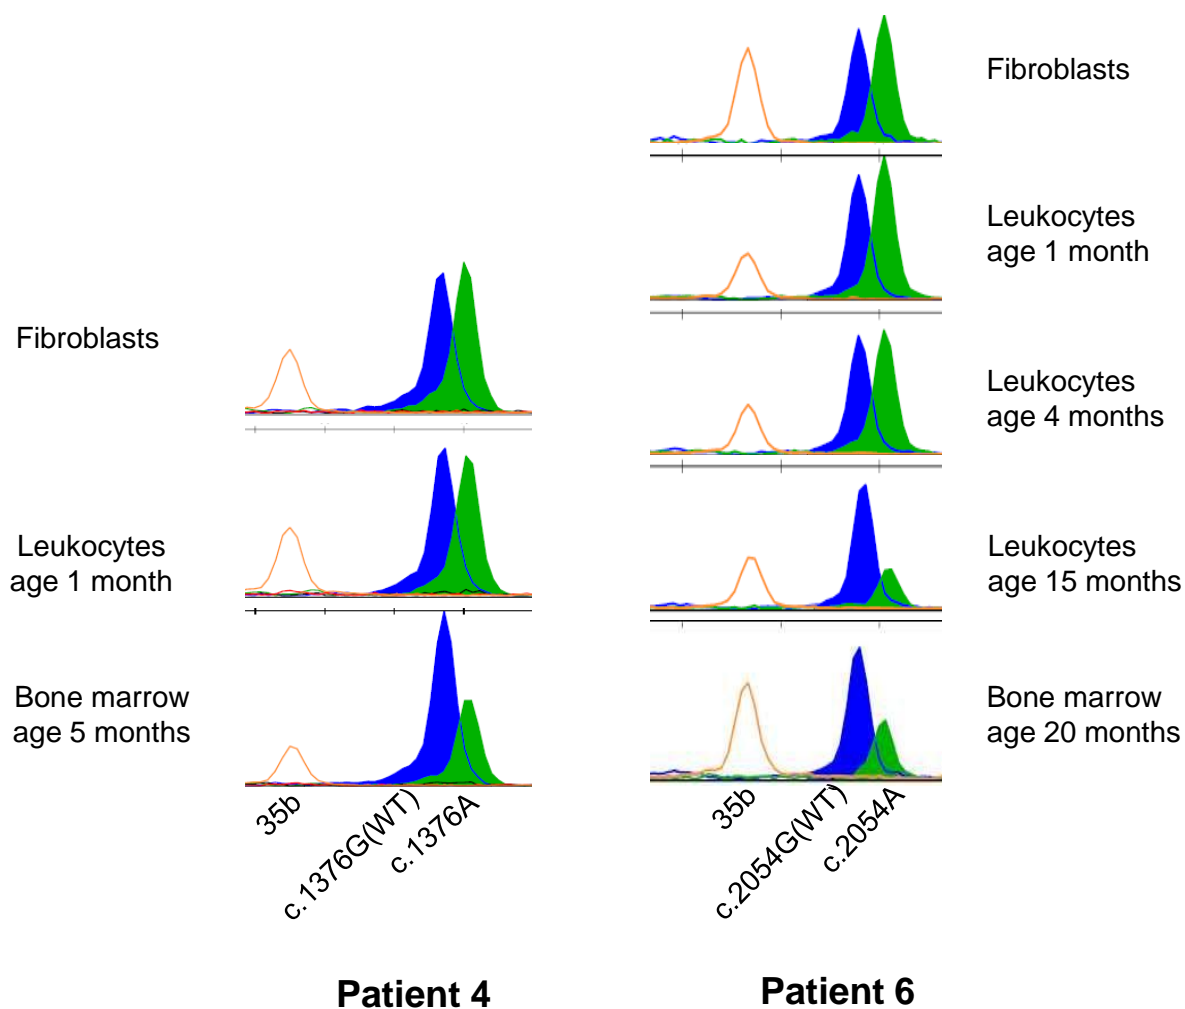 Fibroblasts
Leukocytes
age 1 month
Bone marrow
age 5 months
35b
c.1376G(WT)
c.1376A
Patient 4
Fibroblasts
Leukocytes
age 1 month
Leukocytes
age 4 months
Leukocytes
age 15 months
Bone marrow
age 20 months
35b
c.2054G(WT)
c.2054A
Patient 6